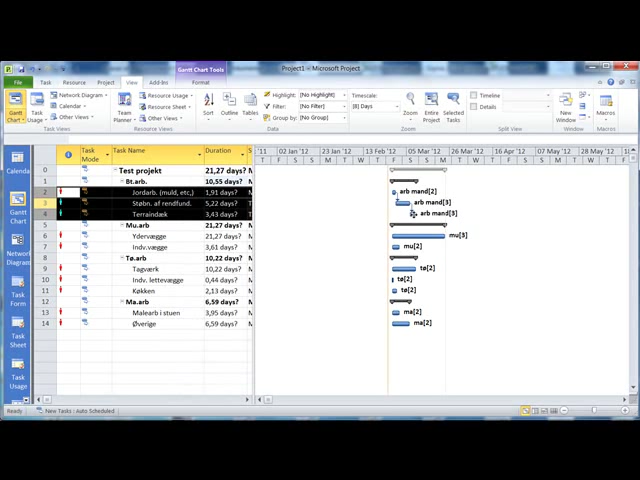 Project1 – Microsoft Project
Gantt Chart Tools
File Task Resource Project View Add-Ins Format
Gantt Chart
Task Usage
Network Diagram
Calendar
Other Views
Task Views
Team Planner
Resource Usage
Resource Sheet
Other Views
Resource Views
Sort
Outline
Tables
Highlight: [No Highlight]
Filter: [No Filter]
Group by: [No Group]
Data
Timescale:
[8] Days
Zoom
Entire Project
Selected Tasks
Zoom
Timeline
Details
Split View
New Window
Window
Macros
Macros
Task Mode Task Name Duration S
'11 02 Jan '12 23 Jan '12 13 Feb '12 05 Mar '12 26 Mar '12 16 Apr '12 07 May '12 28 May '12
T F S T M W F S T M W F S T M W
0 Test projekt 21,27 days? M
1 Bt.arb. 10,55 days? M
2 Jordarb. (muld, etc,) 1,91 days? M arb mand[2]
3 Støbn. af rendfund. 5,22 days? T arb mand[3]
4 Terraindæk 3,43 days? T arb mand[3]
5 Mu.arb 21,27 days? M
6 Ydervægge 21,27 days? M mu[3]
7 Indv.vægge 3,61 days? M mu[2]
8 Tø.arb 10,22 days? M
9 Tagværk 10,22 days? M tø[2]
10 Indv. lettevægge 0,89 days? M tø[2]
11 Køkken 2,13 days? M tø[2]
12 Ma.arb 6,59 days? M
13 Malearb i stuen 3,95 days? M ma[2]
14 Øverige 6,59 days? M ma[2]
Calenda
Gantt Chart
Network Diagram
Task Form
Task Sheet
Task Usage
Ready New Tasks : Auto Scheduled